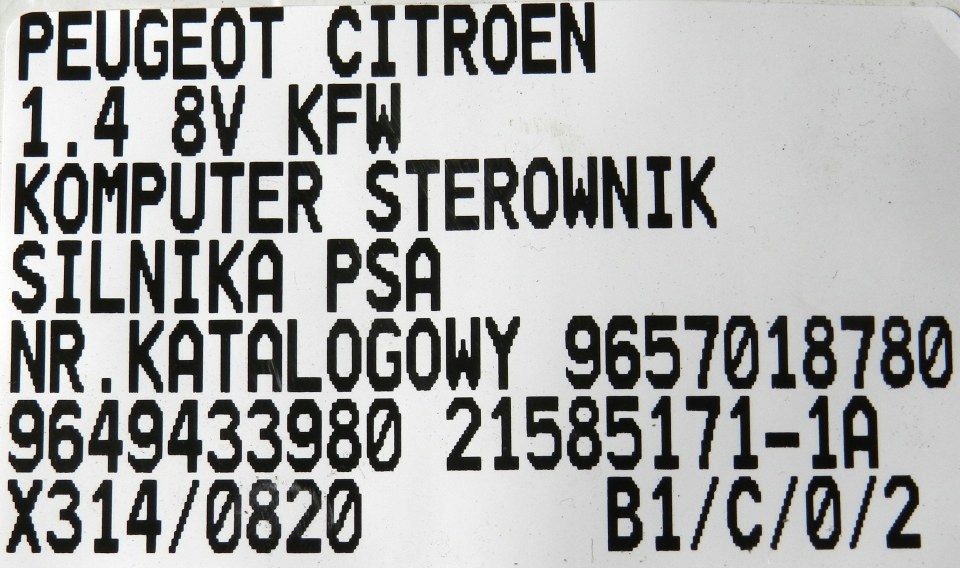 PEUGEOT CITROEN
1.4 8V KFW
KOMPUTER STEROWNIK
SILNIKA PSA
NR.KATALOGOWY 9657018780
9649433980 21585171-1A
X314/0820 B1/C/0/2